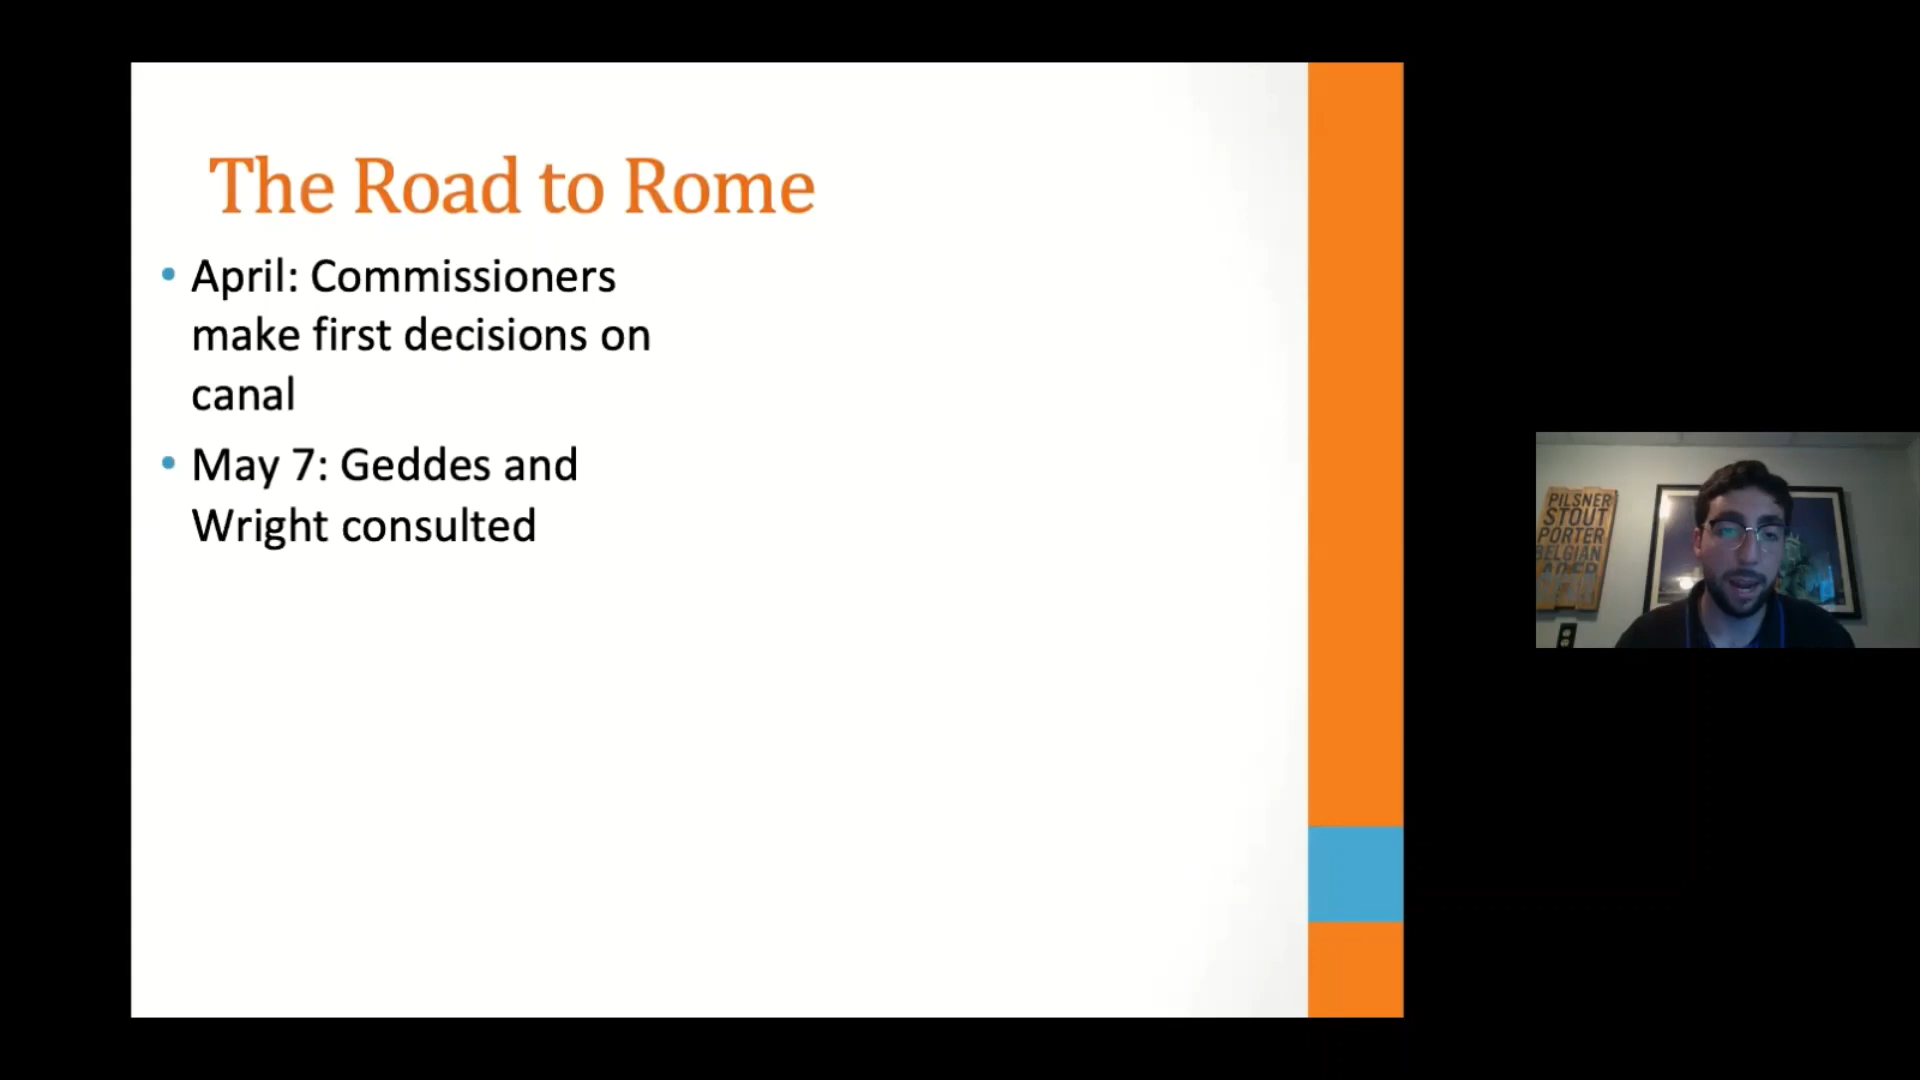 The Road to Rome
• April: Commissioners
make first decisions on
canal
• May 7: Geddes and
Wright consulted
PILSNER
STOUT
PORTER
BELGIAN